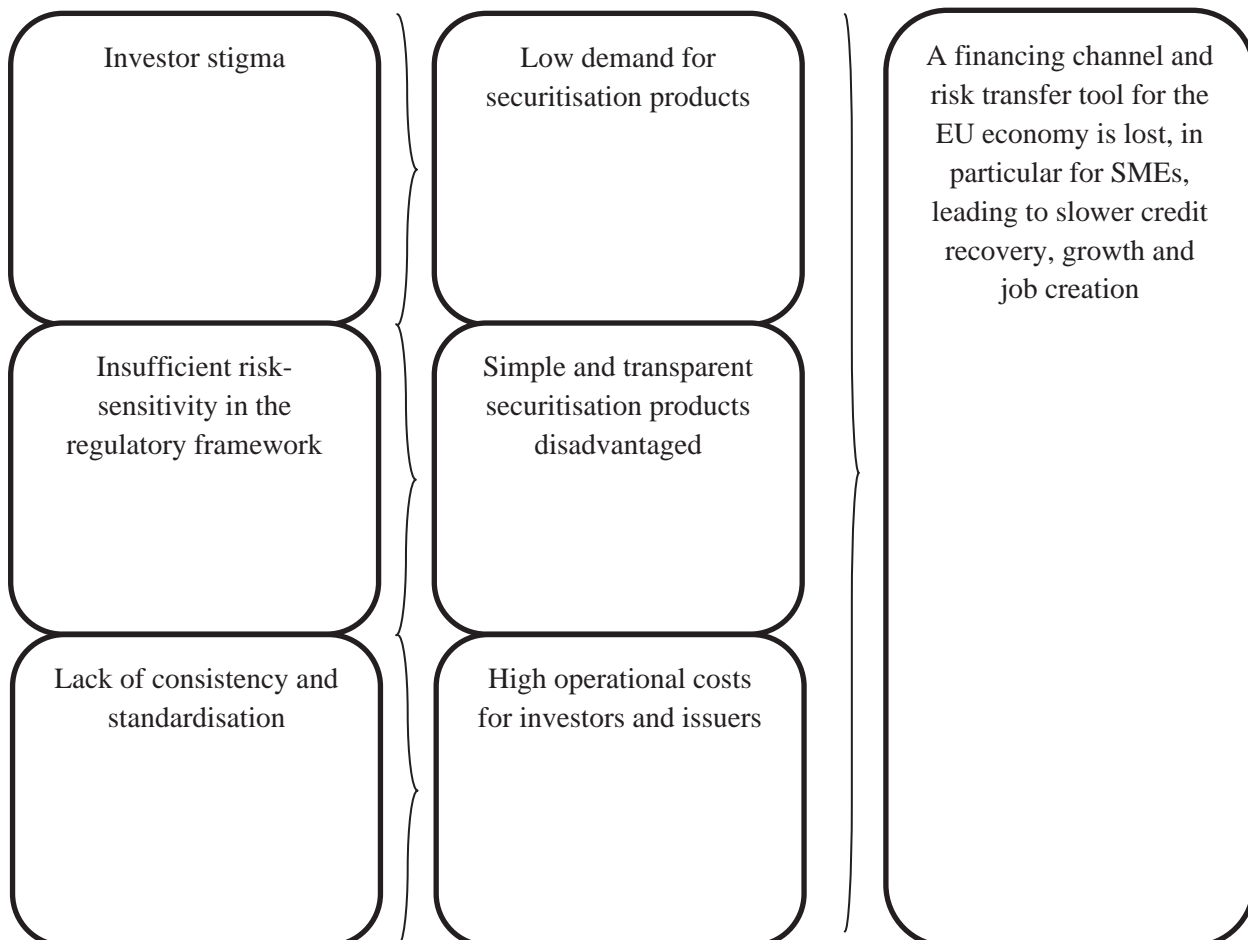 Investor stigma
Low demand for
securitisation products
A financing channel and
risk transfer tool for the
EU economy is lost, in
particular for SMEs,
leading to slower credit
recovery, growth and
job creation
Insufficient risk-
sensitivity in the
regulatory framework
Simple and transparent
securitisation products
disadvantaged
Lack of consistency and
standardisation
High operational costs
for investors and issuers